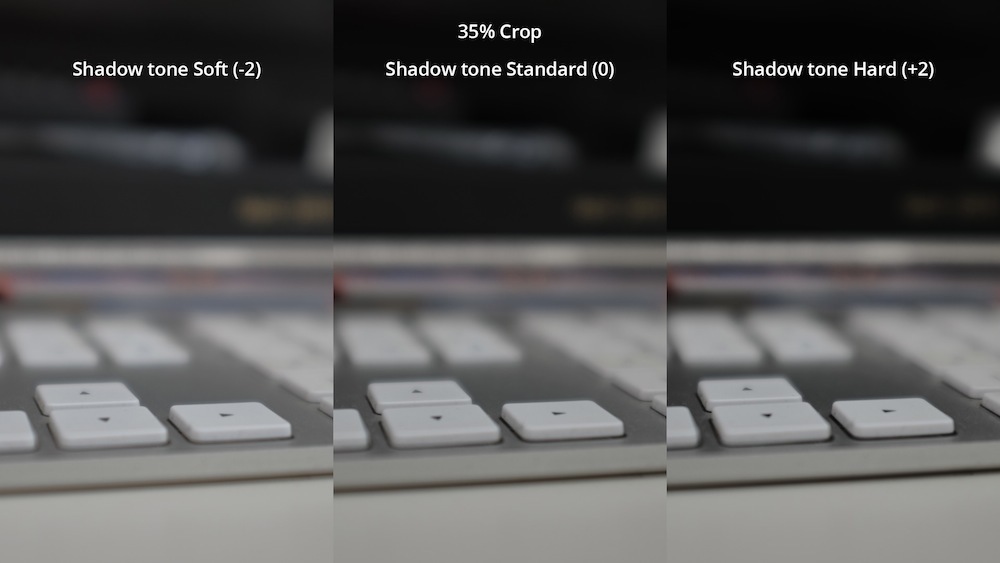 35% Crop
Shadow tone Soft (-2)
Shadow tone Standard (0)
Shadow tone Hard (+2)